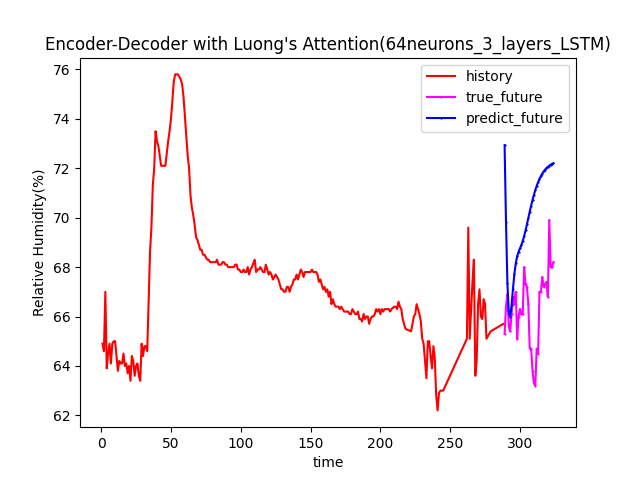 Encoder-Decoder with Luong's Attention(64neurons_3_layers_LSTM)
history
true_future
predict_future
Relative Humidity(%)
76
74
72
70
68
66
64
62
0 50 100 150 200 250 300
time